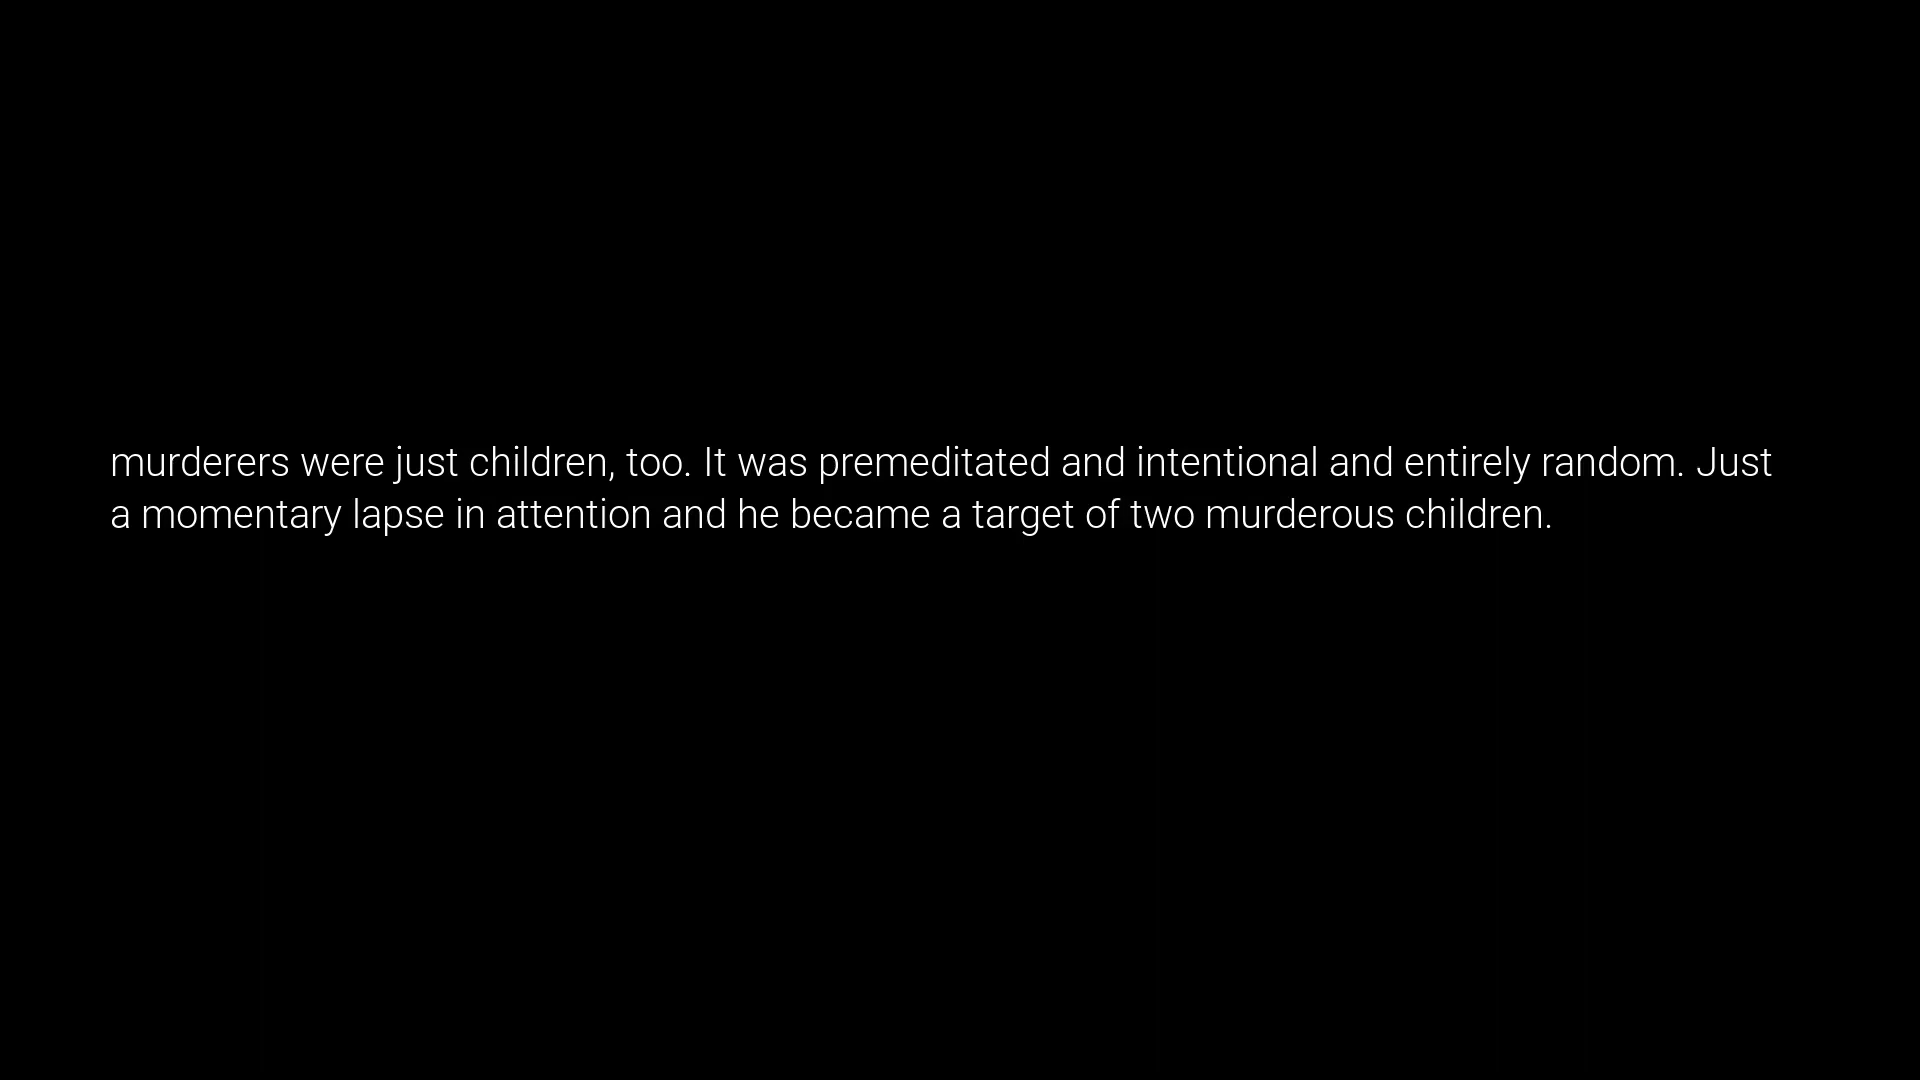 murderers were just children, too. It was premeditated and intentional and entirely random. Just
a momentary lapse in attention and he became a target of two murderous children.